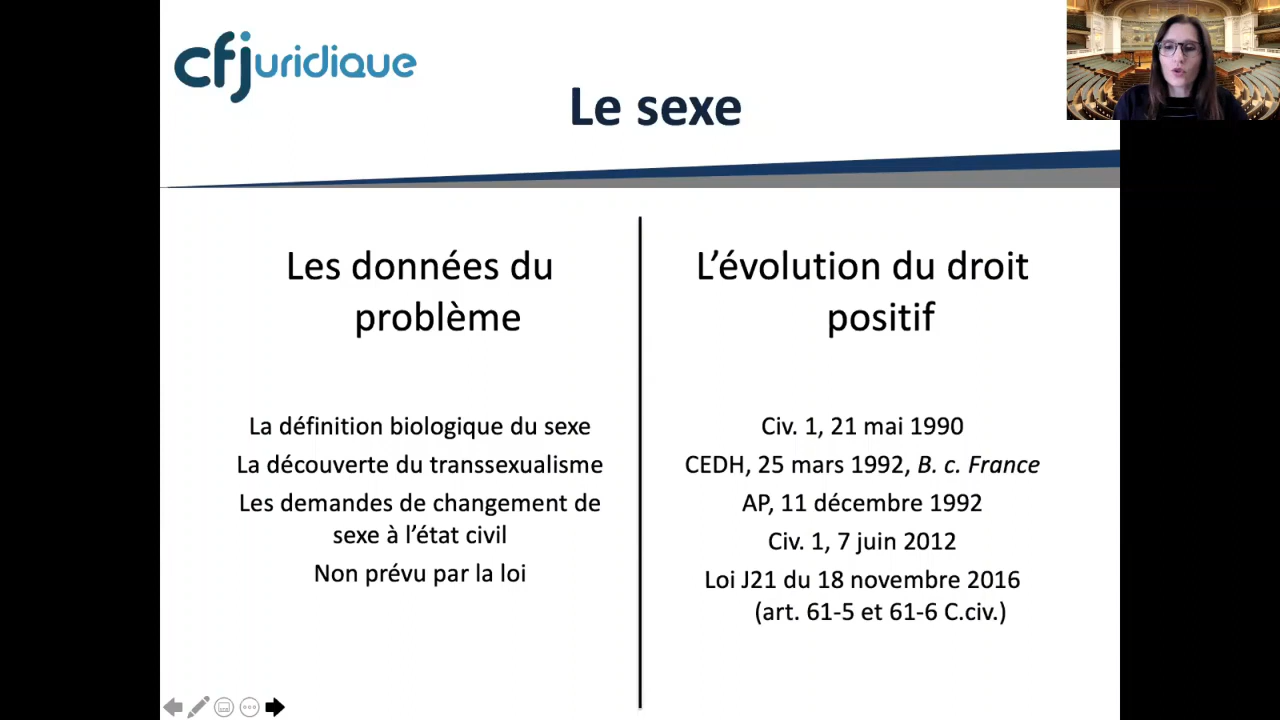 cfjuridique
Le sexe
Les données du
problème
La définition biologique du sexe
La découverte du transsexualisme
Les demandes de changement de
sexe à l’état civil
Non prévu par la loi
L’évolution du droit
positif
Civ. 1, 21 mai 1990
CEDH, 25 mars 1992, B. c. France
AP, 11 décembre 1992
Civ. 1, 7 juin 2012
Loi J21 du 18 novembre 2016
(art. 61-5 et 61-6 C.civ.)